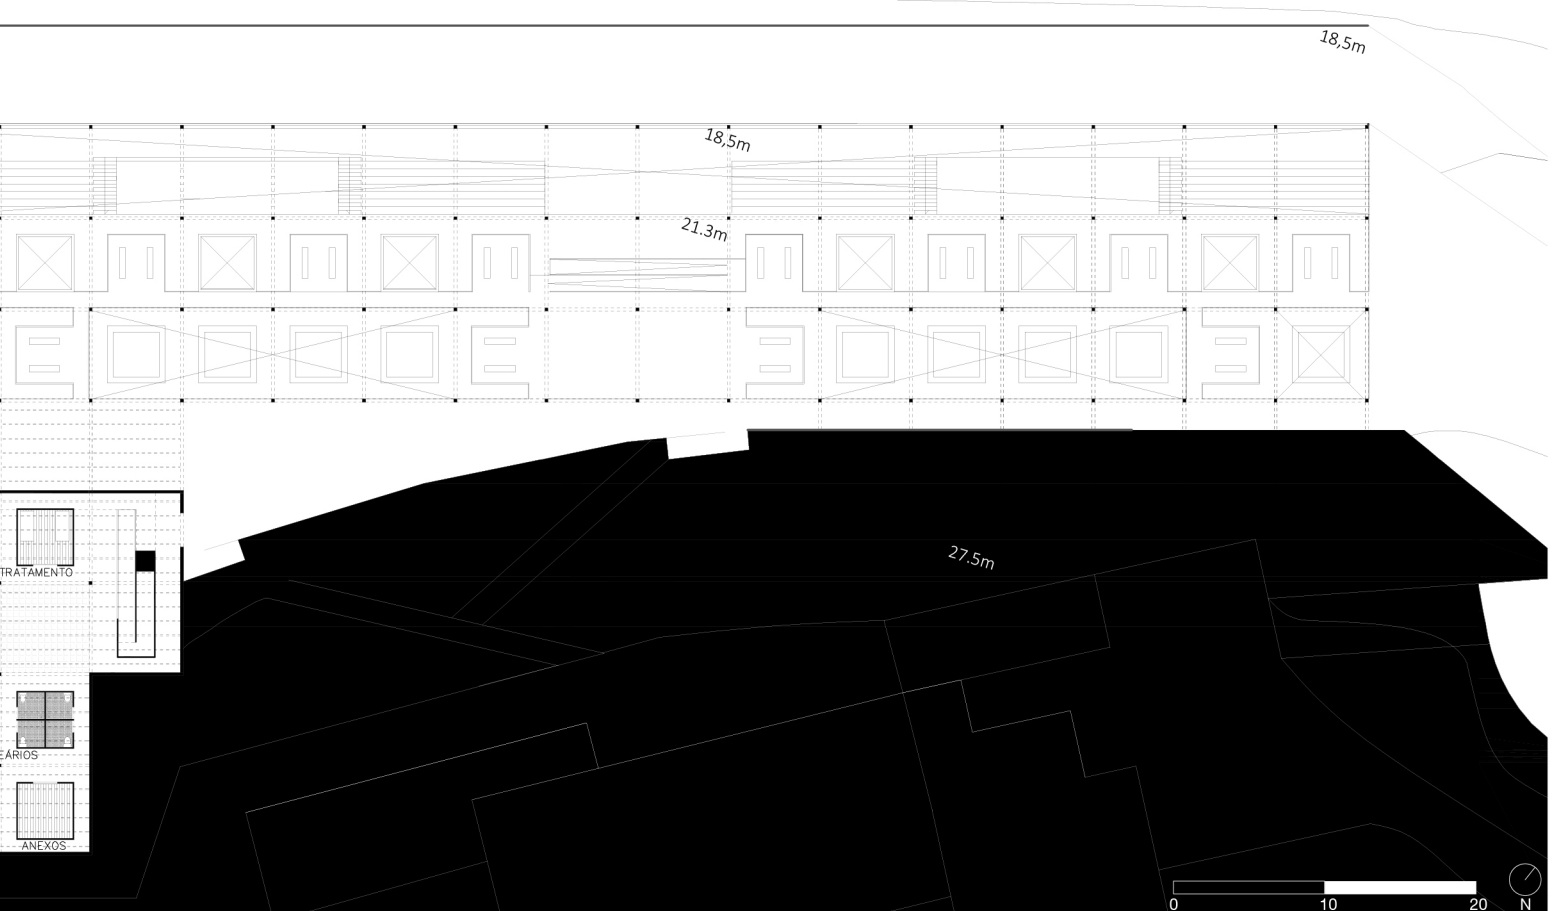 18,5m
18,5m
21.3m
27.5m
TRATAMENTO
EÁRIOS
ANEXOS
0 10 20 N